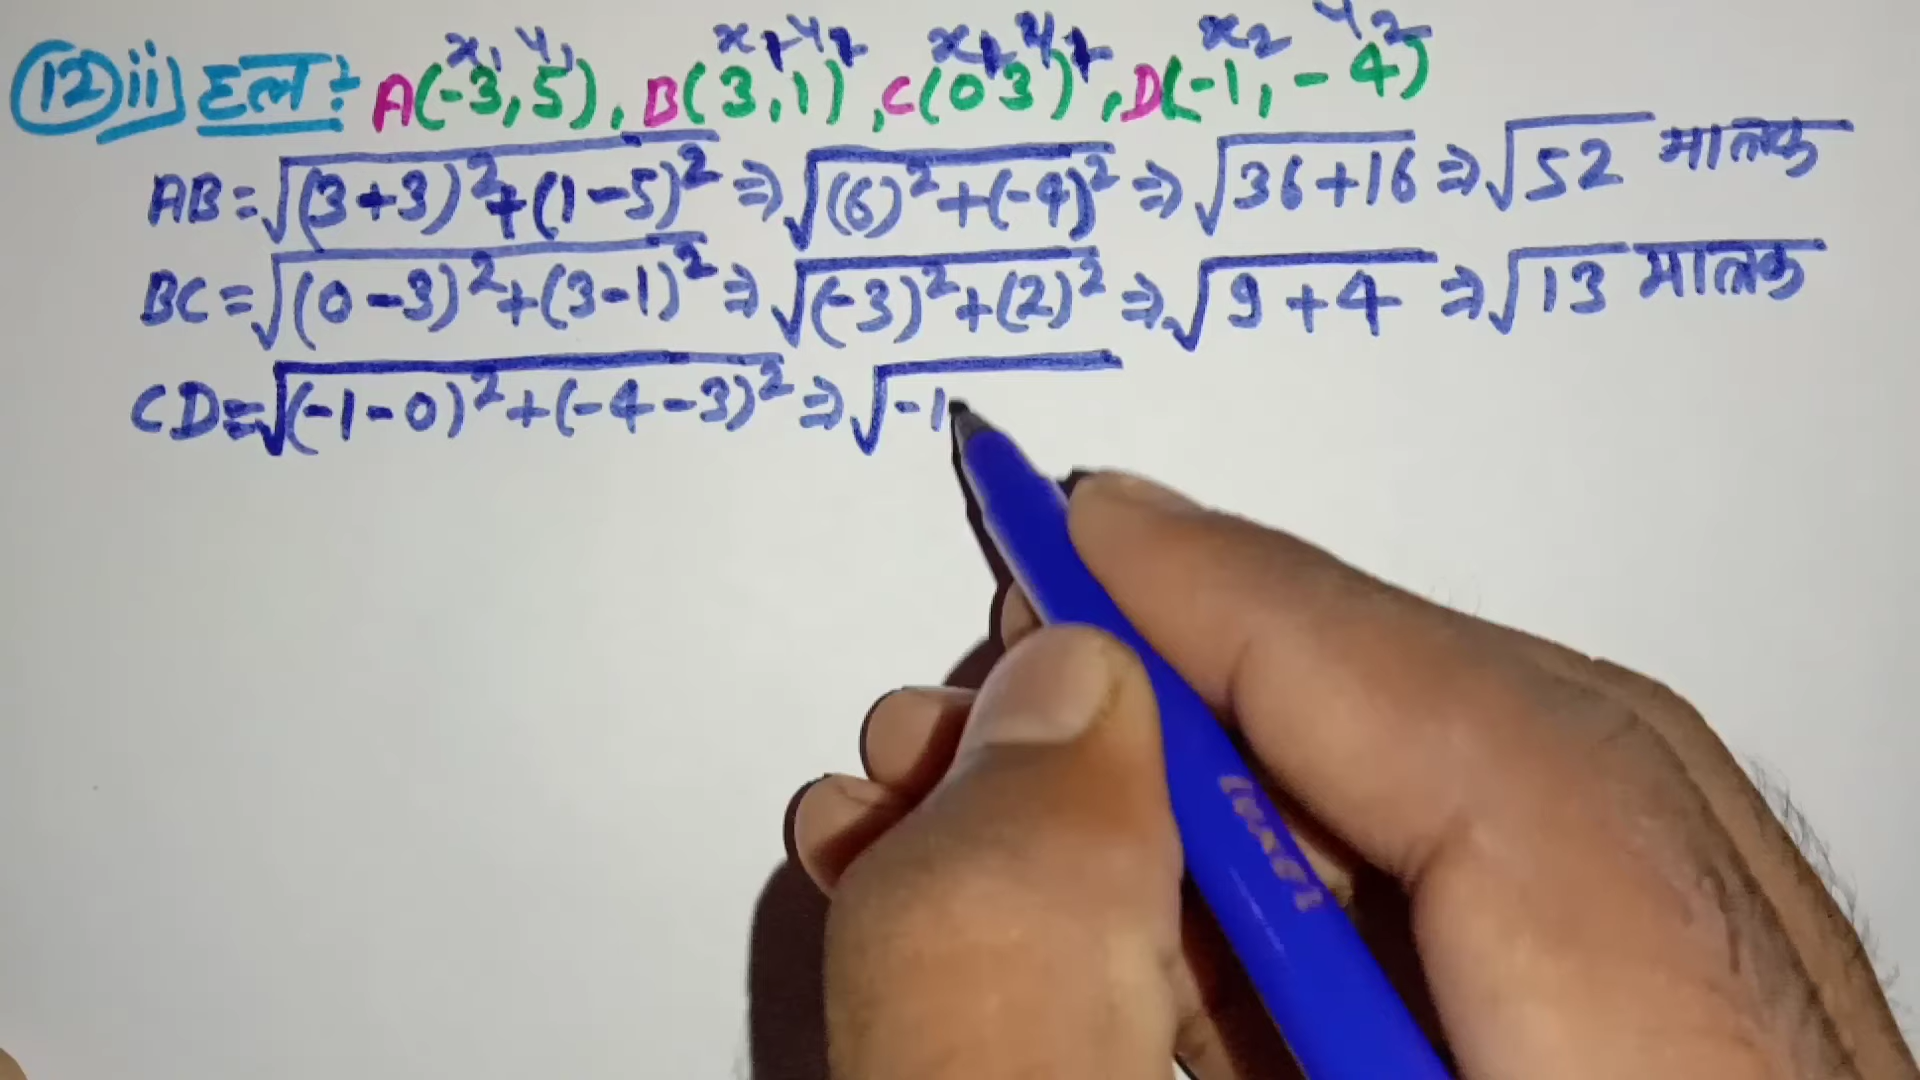 12) ii) हल :- A(-3, 5), B(3, 1), C(0 3), D(-1, -4)
AB = √(3+3)² + (1-5)² ⇒ √(6)² + (-4)² ⇒ √36+16 ⇒ √52 मात्रक
BC = √(0-3)² + (3-1)² ⇒ √(-3)² + (2)² ⇒ √9+4 ⇒ √13 मात्रक
CD = √(-1-0)² + (-4-3)² ⇒ √-1